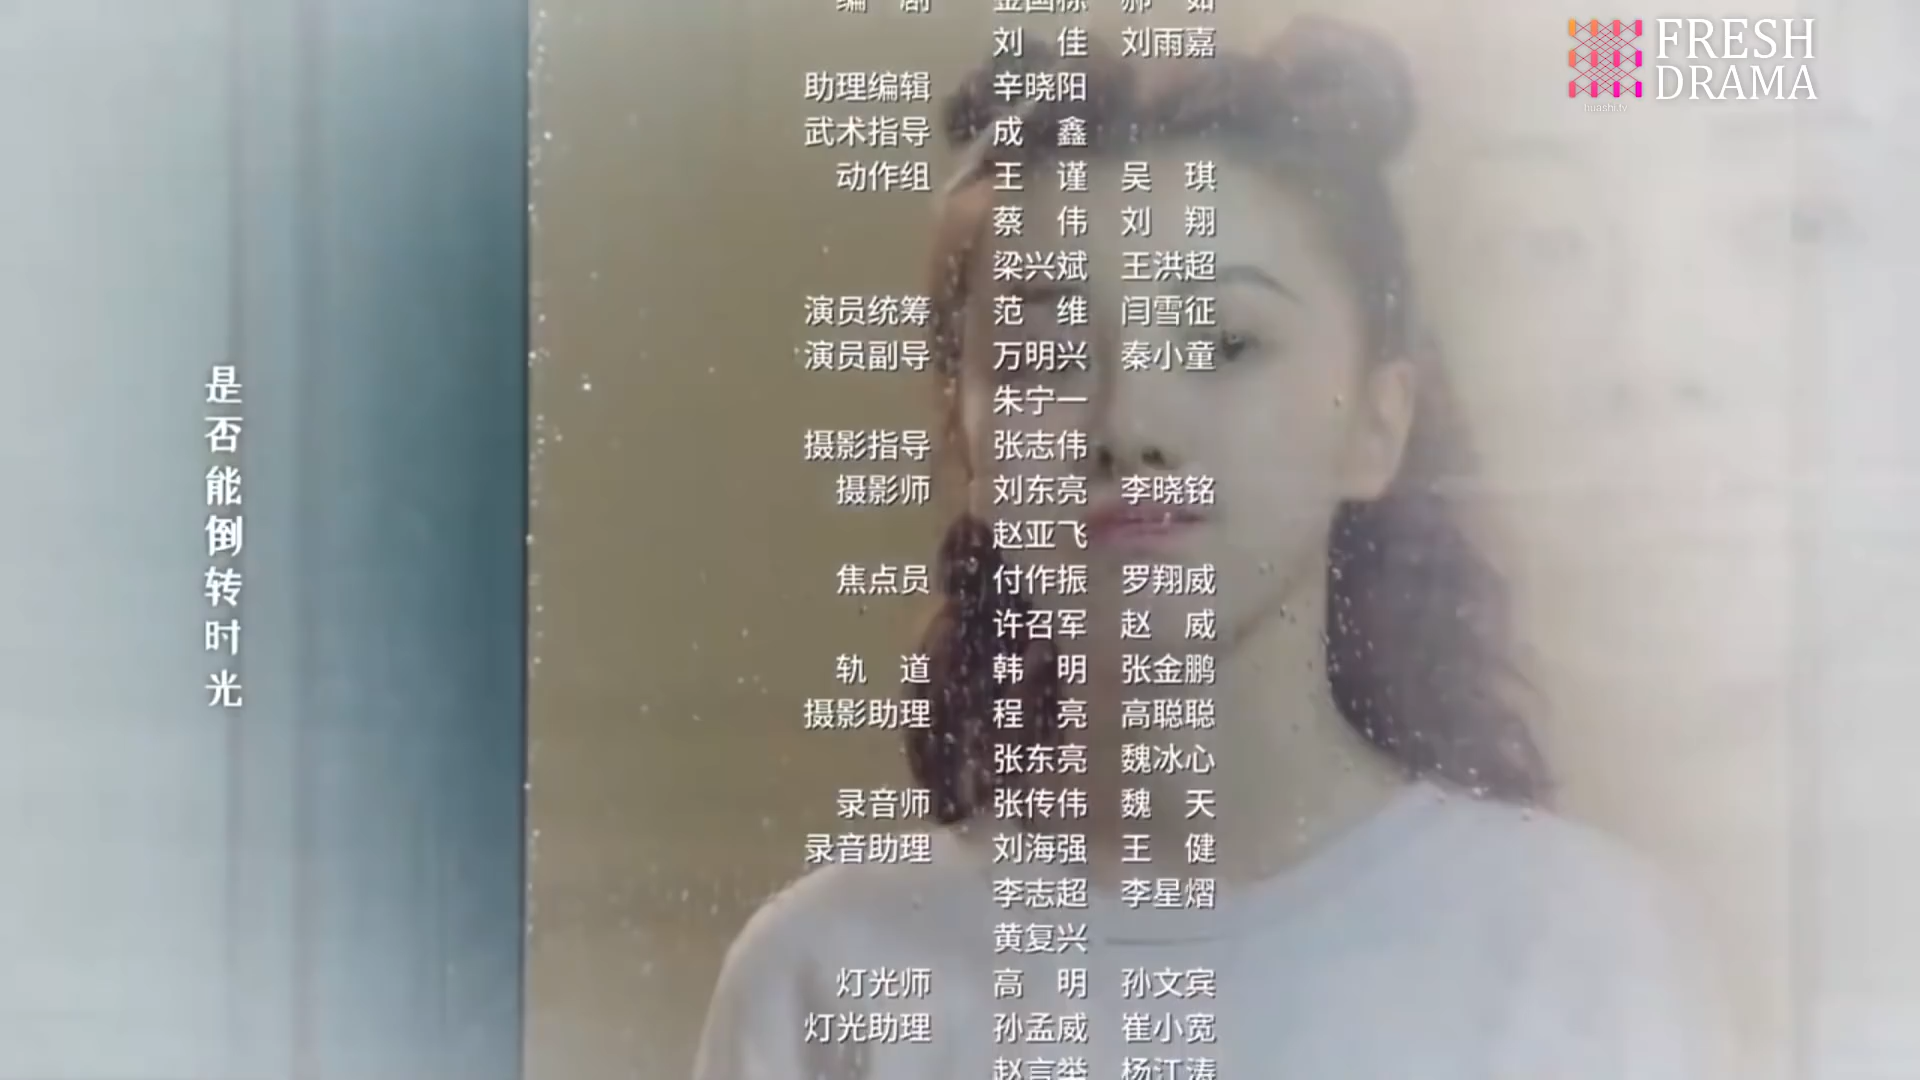 刘 佳 刘雨嘉
助理编辑 辛晓阳
武术指导 成 鑫
动作组 王 谨 吴 琪
蔡 伟 刘 翔
梁兴斌 王洪超
演员统筹 范 维 闫雪征
演员副导 万明兴 秦小童
朱宁一
摄影指导 张志伟
摄影师 刘东亮 李晓铭
赵亚飞
焦点员 付作振 罗翔威
许召军 赵 威
轨 道 韩 明 张金鹏
摄影助理 程 亮 高聪聪
张东亮 魏冰心
录音师 张传伟 魏 天
录音助理 刘海强 王 健
李志超 李星熠
黄复兴
灯光师 高 明 孙文宾
灯光助理 孙孟威 崔小宽
是否能倒转时光
FRESH
DRAMA
huashi.tv